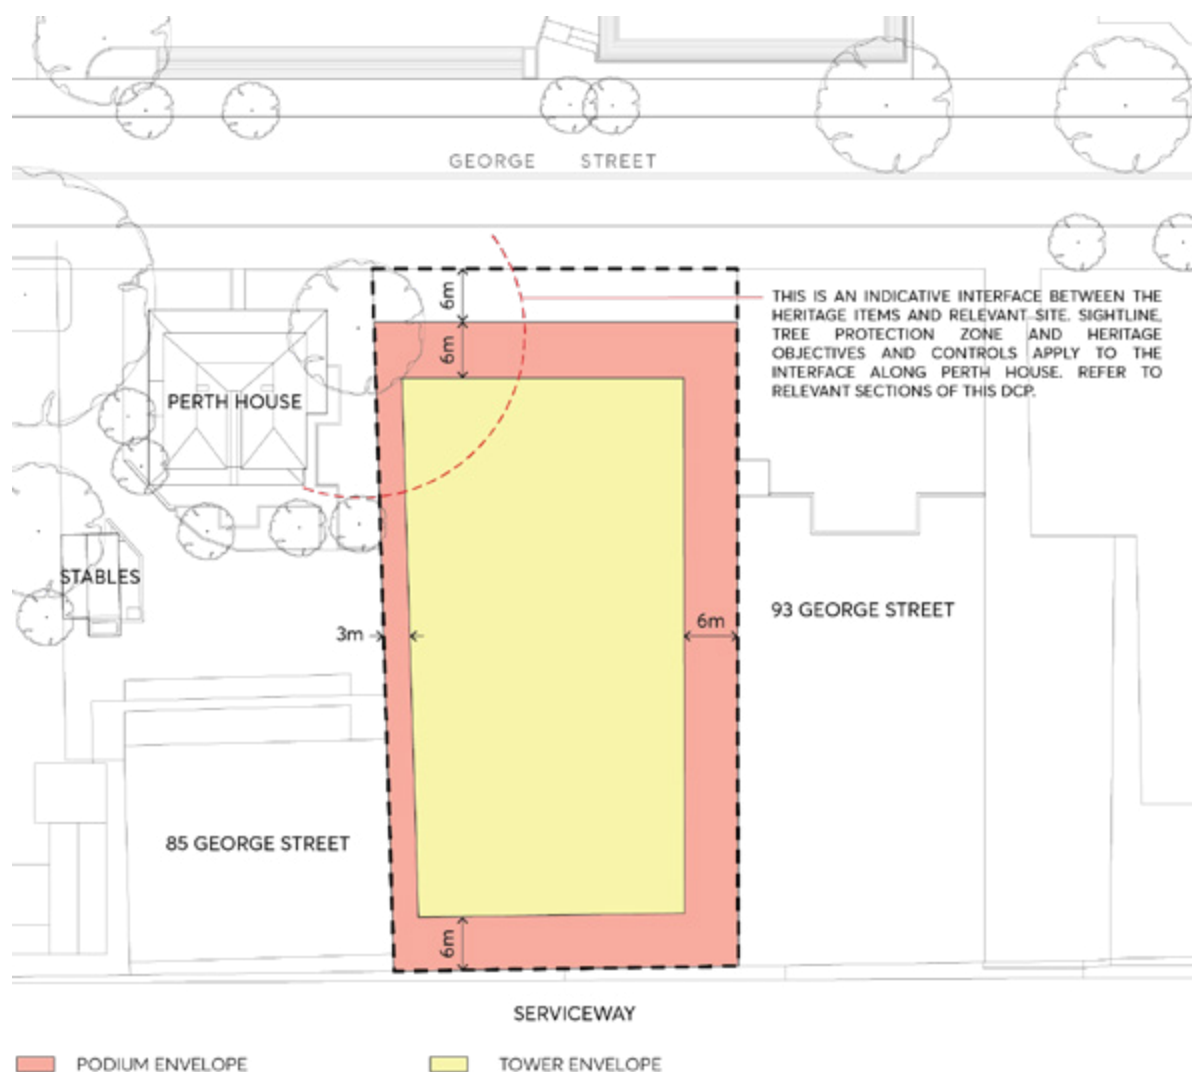 GEORGE STREET
6m
THIS IS AN INDICATIVE INTERFACE BETWEEN THE
HERITAGE ITEMS AND RELEVANT SITE. SIGHTLINE,
TREE PROTECTION ZONE AND HERITAGE
OBJECTIVES AND CONTROLS APPLY TO THE
INTERFACE ALONG PERTH HOUSE. REFER TO
RELEVANT SECTIONS OF THIS DCP.
6m
PERTH HOUSE
STABLES
93 GEORGE STREET
3m
6m
85 GEORGE STREET
6m
SERVICEWAY
PODIUM ENVELOPE
TOWER ENVELOPE